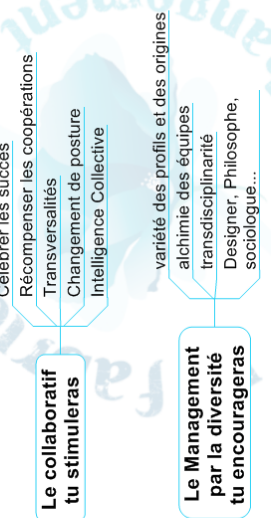 Célébrer les succès
Récompenser les coopérations
Transversalités
Changement de posture
Intelligence Collective
Le collaboratif
tu stimuleras
variété des profils et des origines
alchimie des équipes
transdisciplinarité
Designer, Philosophe,
sociologue...
Le Management
par la diversité
tu encourageras